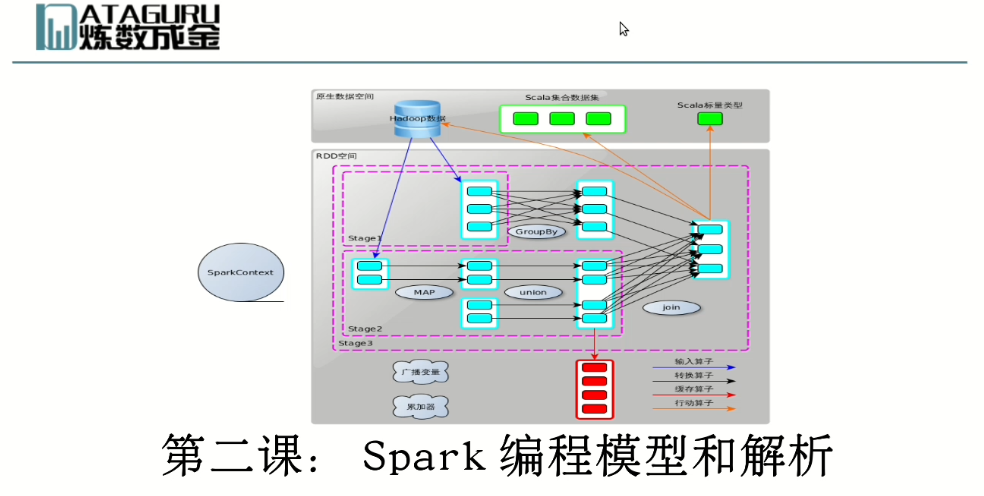 DATAGURU
炼数成金
原生数据空间
Hadoop数据
Scala集合数据集
Scala标量类型
RDD空间
Stage1
GroupBy
SparkContext
MAP
union
join
Stage2
Stage3
广播变量
累加器
输入算子
转换算子
缓存算子
行动算子
第二课: Spark 编程模型和解析